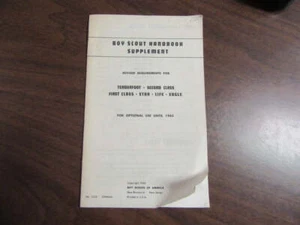 BOY SCOUT HANDBOOK
SUPPLEMENT
REVISED REQUIREMENTS FOR
TENDERFOOT - SECOND CLASS
FIRST CLASS - STAR - LIFE - EAGLE
FOR OPTIONAL USE UNTIL
BOY SCOUTS OF AMERICA